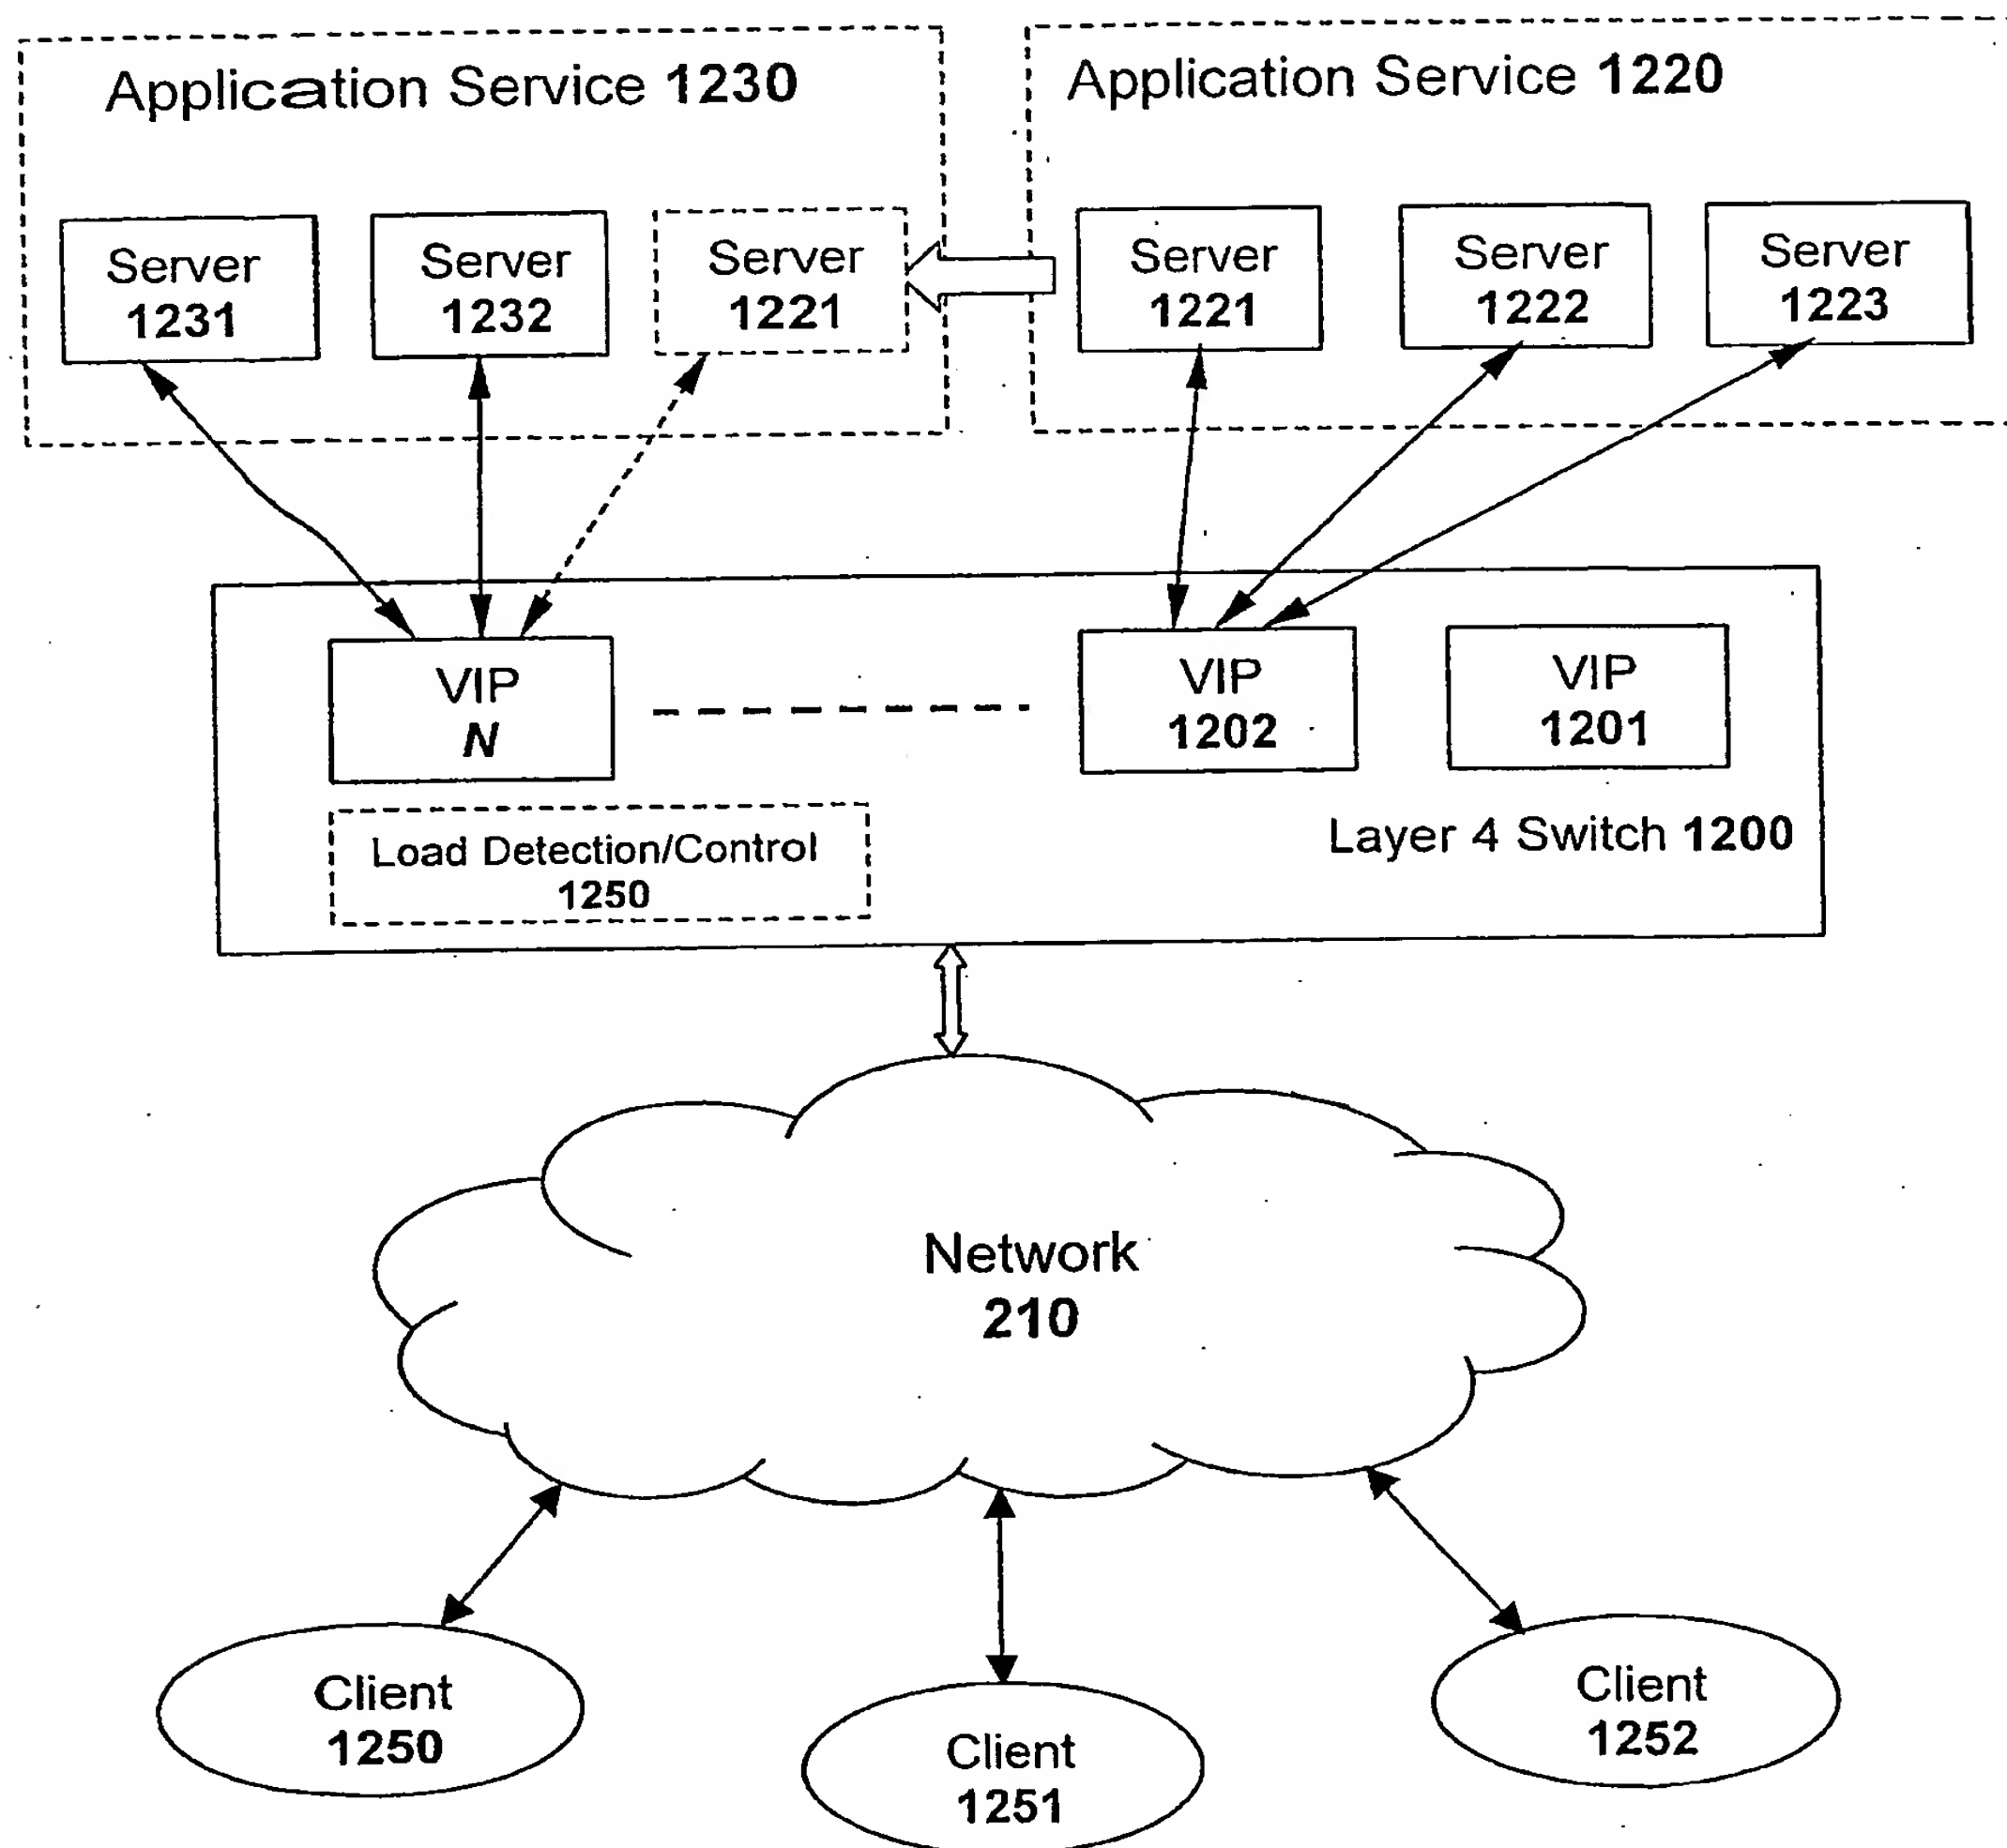 Application Service 1230
Application Service 1220
Server
1231
Server
1232
Server
1221
Server
1221
Server
1222
Server
1223
VIP
N
VIP
1202
VIP
1201
Load Detection/Control
1250
Layer 4 Switch 1200
Network
210
Client
1250
Client
1251
Client
1252